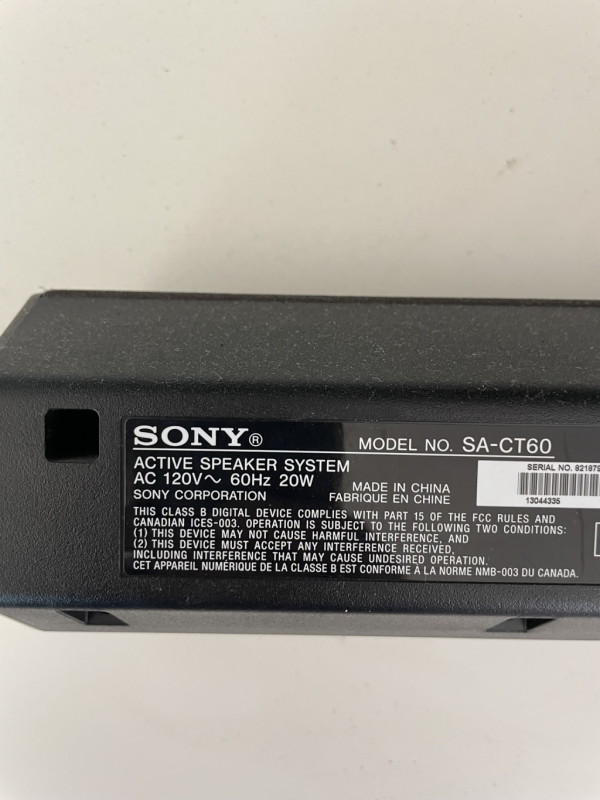 SONY®
MODEL NO. SA-CT60
ACTIVE SPEAKER SYSTEM
AC 120V～ 60Hz 20W
SONY CORPORATION
MADE IN CHINA
FABRIQUE EN CHINE
SERIAL NO. 821879
13044335
THIS CLASS B DIGITAL DEVICE COMPLIES WITH PART 15 OF THE FCC RULES AND
CANADIAN ICES-003. OPERATION IS SUBJECT TO THE FOLLOWING TWO CONDITIONS:
(1) THIS DEVICE MAY NOT CAUSE HARMFUL INTERFERENCE, AND
(2) THIS DEVICE MUST ACCEPT ANY INTERFERENCE RECEIVED,
INCLUDING INTERFERENCE THAT MAY CAUSE UNDESIRED OPERATION.
CET APPAREIL NUMÉRIQUE DE LA CLASSE B EST CONFORME A LA NORME NMB-003 DU CANADA.